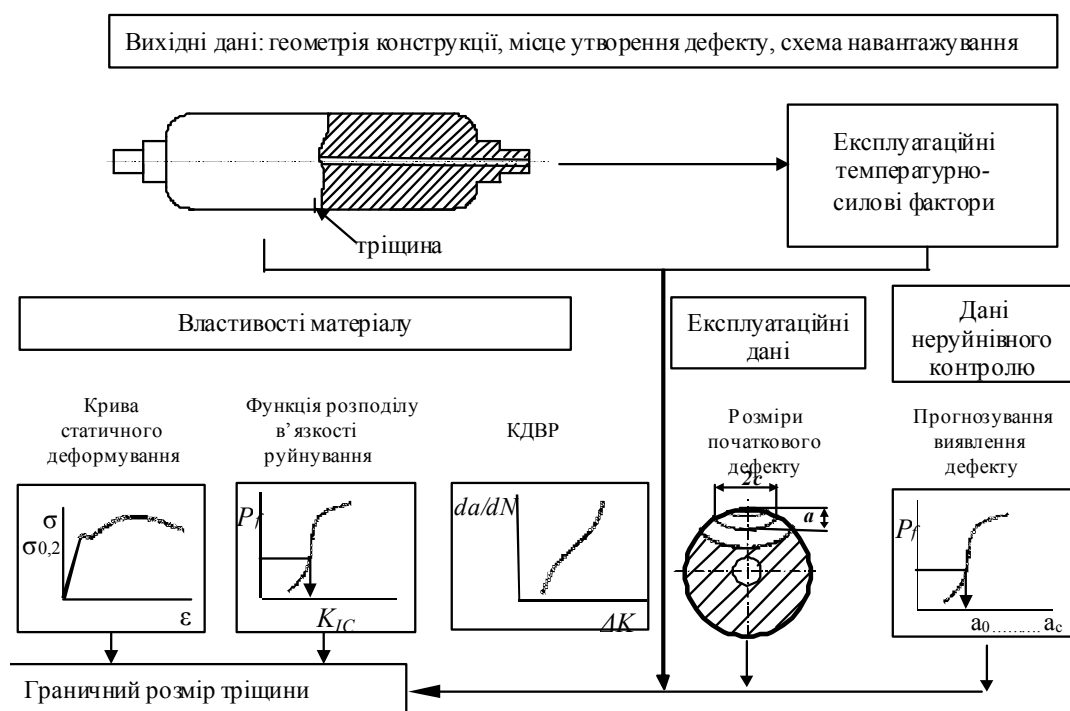 Вихідні дані: геометрія конструкції, місце утворення дефекту, схема навантажування
Експлуатаційні
температурно-
силові фактори
тріщина
Властивості матеріалу
Експлуатаційні
дані
Дані
неруйнівного
контролю
Крива
статичного
деформування
Функція розподілу
в’язкості
руйнування
КДВР
Розміри
початкового
дефекту
Прогнозування
виявлення
дефекту
σ
σ0,2
ε
Pf
KIC
da/dN
ΔK
2c
a
Pf
a0.........ac
Граничний розмір тріщини